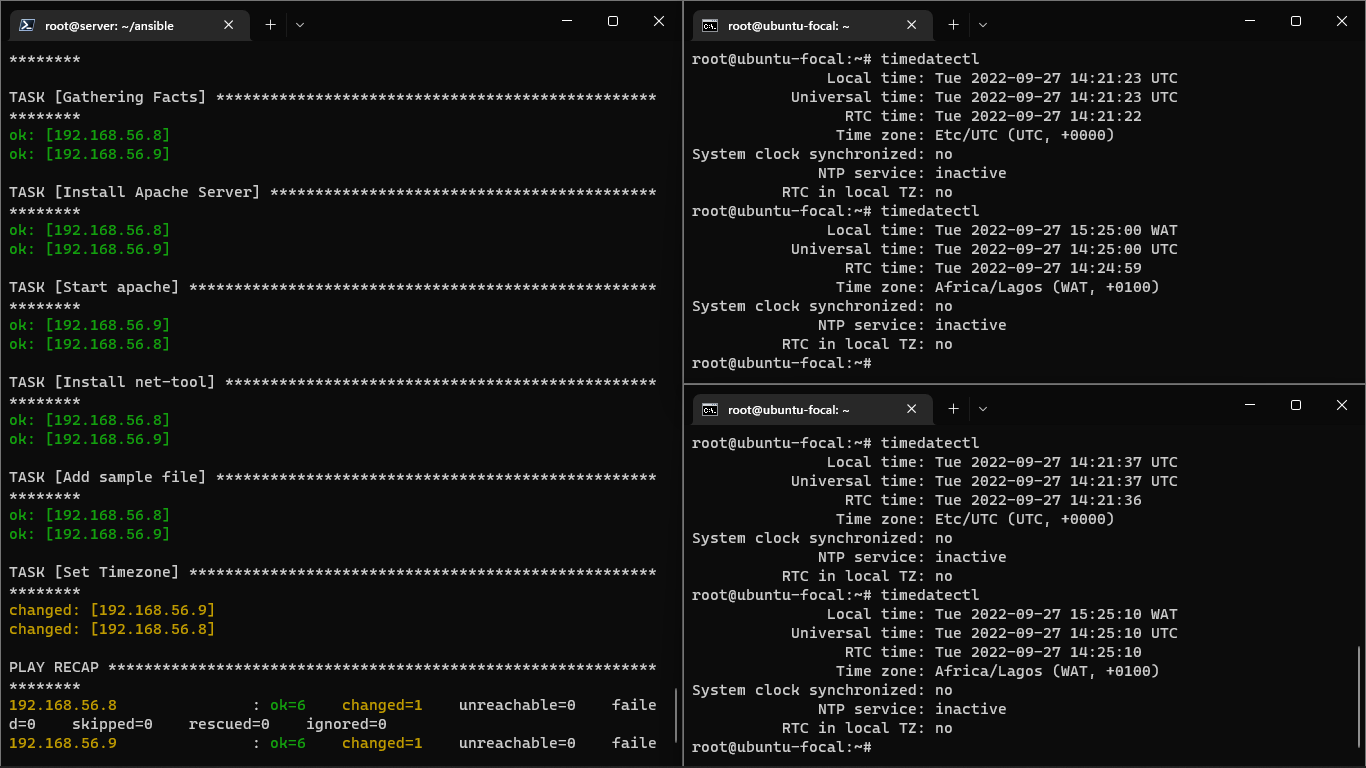 root@server: ~/ansible
********
TASK [Gathering Facts] *************************************************
********
ok: [192.168.56.8]
ok: [192.168.56.9]
TASK [Install Apache Server] *******************************************
********
ok: [192.168.56.8]
ok: [192.168.56.9]
TASK [Start apache] ****************************************************
********
ok: [192.168.56.9]
ok: [192.168.56.8]
TASK [Install net-tool] ************************************************
********
ok: [192.168.56.8]
ok: [192.168.56.9]
TASK [Add sample file] *************************************************
********
ok: [192.168.56.8]
ok: [192.168.56.9]
TASK [Set Timezone] ****************************************************
********
changed: [192.168.56.9]
changed: [192.168.56.8]
PLAY RECAP *************************************************************
********
192.168.56.8               : ok=6    changed=1    unreachable=0    faile
d=0    skipped=0    rescued=0    ignored=0
192.168.56.9               : ok=6    changed=1    unreachable=0    faile
root@ubuntu-focal: ~
root@ubuntu-focal:~# timedatectl
Local time: Tue 2022-09-27 14:21:23 UTC
Universal time: Tue 2022-09-27 14:21:23 UTC
RTC time: Tue 2022-09-27 14:21:22
Time zone: Etc/UTC (UTC, +0000)
System clock synchronized: no
NTP service: inactive
RTC in local TZ: no
root@ubuntu-focal:~# timedatectl
Local time: Tue 2022-09-27 15:25:00 WAT
Universal time: Tue 2022-09-27 14:25:00 UTC
RTC time: Tue 2022-09-27 14:24:59
Time zone: Africa/Lagos (WAT, +0100)
System clock synchronized: no
NTP service: inactive
RTC in local TZ: no
root@ubuntu-focal:~#
root@ubuntu-focal: ~
root@ubuntu-focal:~# timedatectl
Local time: Tue 2022-09-27 14:21:37 UTC
Universal time: Tue 2022-09-27 14:21:37 UTC
RTC time: Tue 2022-09-27 14:21:36
Time zone: Etc/UTC (UTC, +0000)
System clock synchronized: no
NTP service: inactive
RTC in local TZ: no
root@ubuntu-focal:~# timedatectl
Local time: Tue 2022-09-27 15:25:10 WAT
Universal time: Tue 2022-09-27 14:25:10 UTC
RTC time: Tue 2022-09-27 14:25:10
Time zone: Africa/Lagos (WAT, +0100)
System clock synchronized: no
NTP service: inactive
RTC in local TZ: no
root@ubuntu-focal:~#